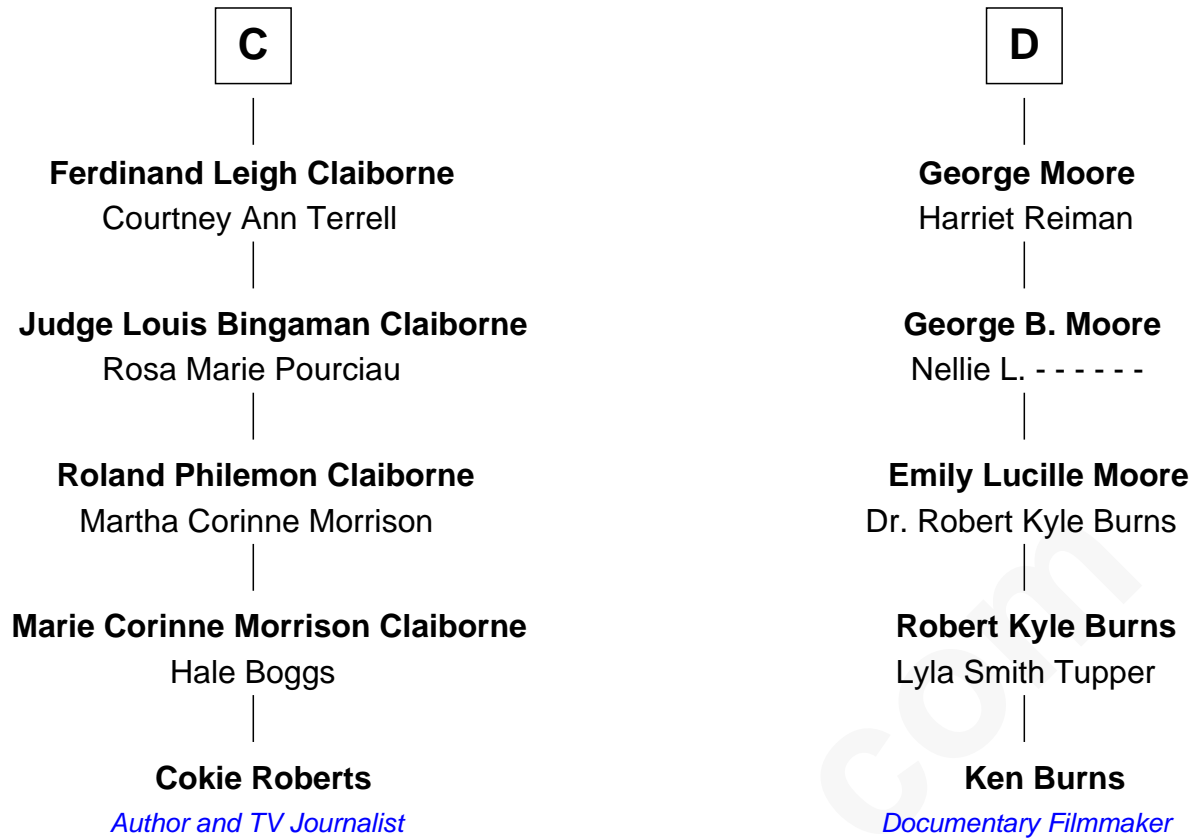 C
Ferdinand Leigh Claiborne
Courtney Ann Terrell
Judge Louis Bingaman Claiborne
Rosa Marie Pourciau
Roland Philemon Claiborne
Martha Corinne Morrison
Marie Corinne Morrison Claiborne
Hale Boggs
Cokie Roberts
Author and TV Journalist
D
George Moore
Harriet Reiman
George B. Moore
Nellie L. - - - - - -
Emily Lucille Moore
Dr. Robert Kyle Burns
Robert Kyle Burns
Lyla Smith Tupper
Ken Burns
Documentary Filmmaker
com